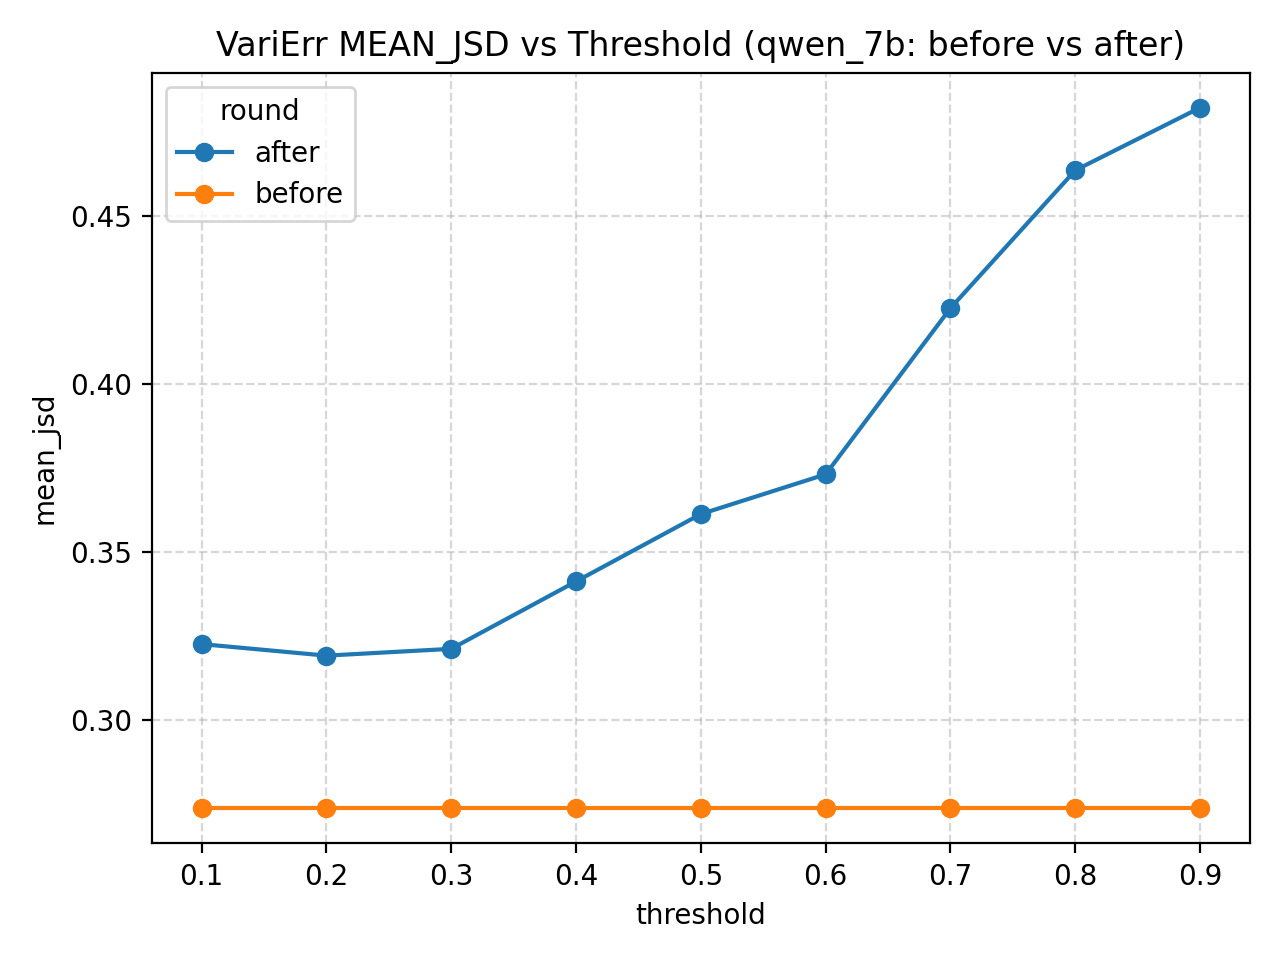 VariErr MEAN_JSD vs Threshold (qwen_7b: before vs after)
round
after
before
mean_jsd
0.45
0.40
0.35
0.30
0.1 0.2 0.3 0.4 0.5 0.6 0.7 0.8 0.9
threshold